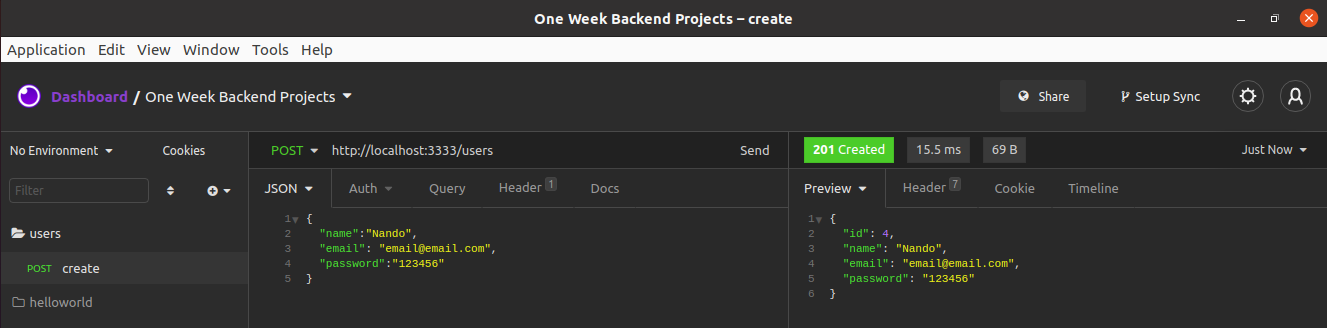 One Week Backend Projects – create
Application Edit View Window Tools Help
Dashboard / One Week Backend Projects
Share
Setup Sync
No Environment
Cookies
Filter
users
POST create
helloworld
POST http://localhost:3333/users Send
JSON Auth Query Header 1 Docs
1 {
2 "name":"Nando",
3 "email": "email@email.com",
4 "password":"123456"
5 }
201 Created 15.5 ms 69 B Just Now
Preview Header 7 Cookie Timeline
1 {
2 "id": 4,
3 "name": "Nando",
4 "email": "email@email.com",
5 "password": "123456"
6 }